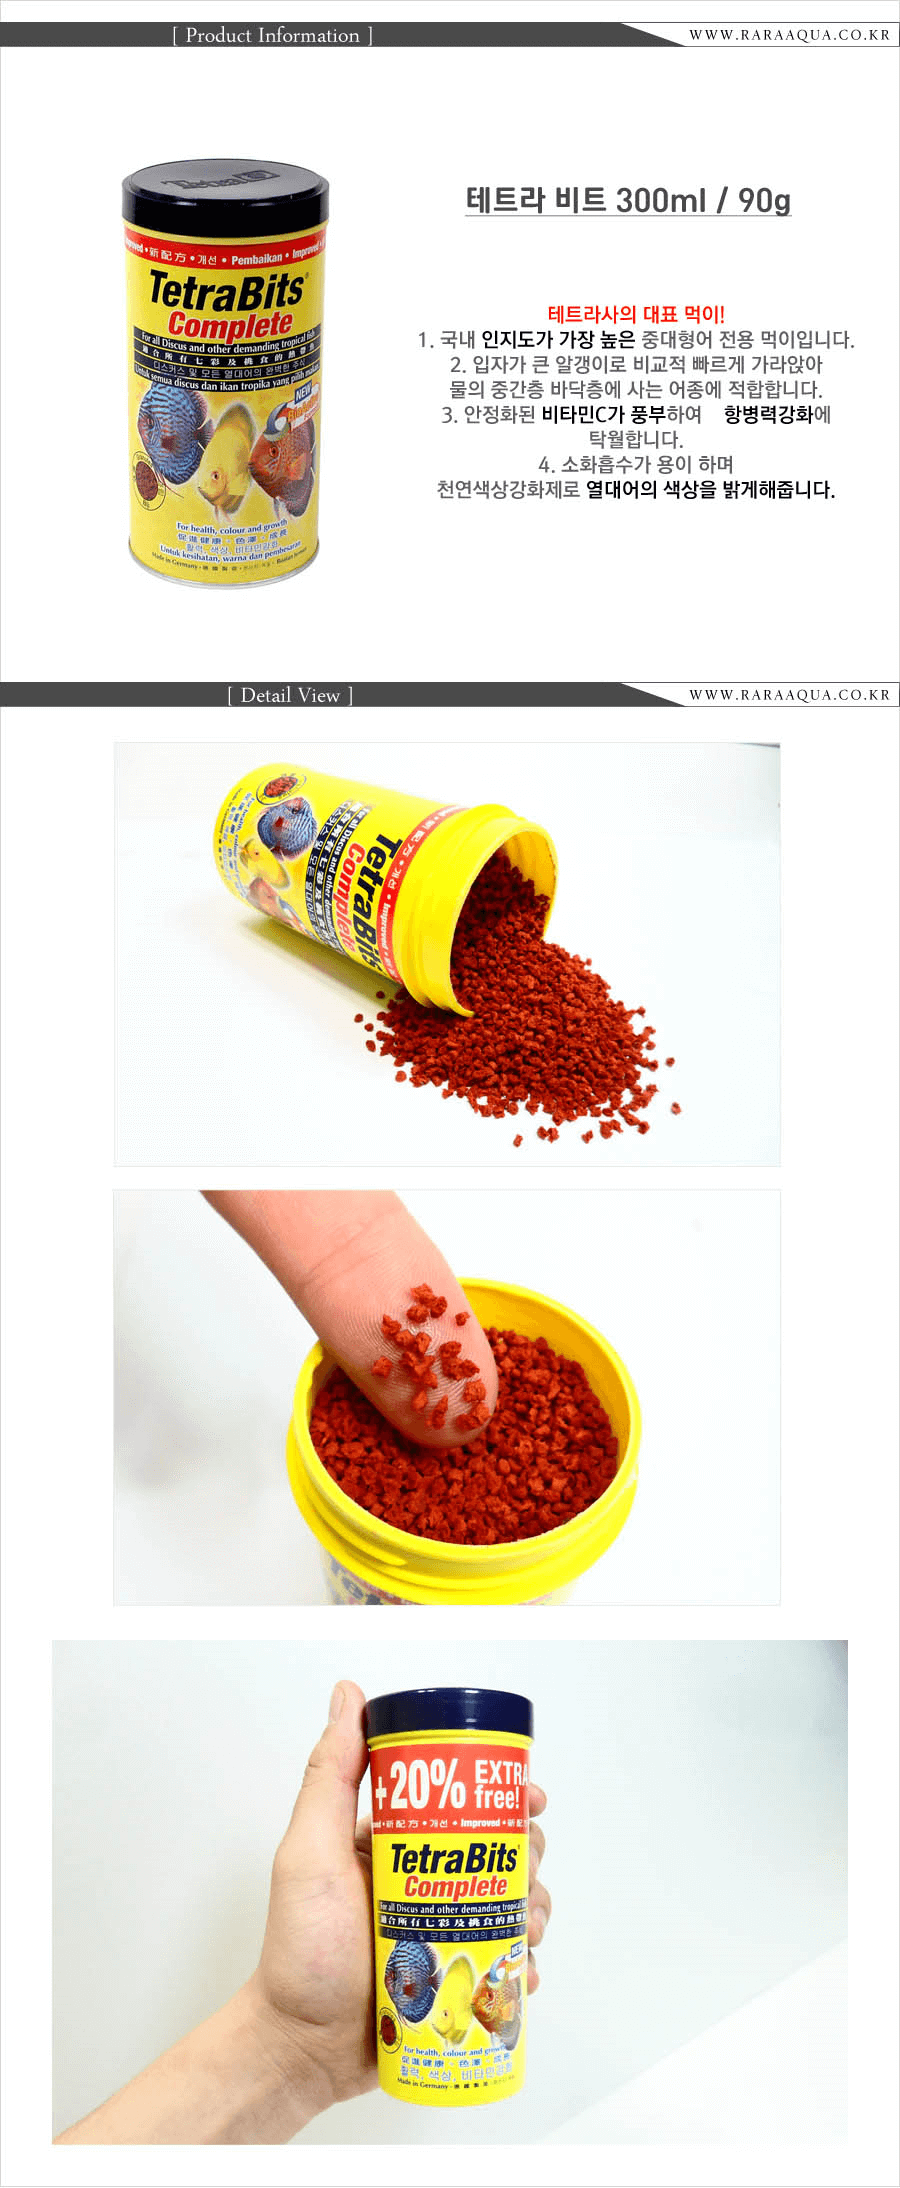 [ Product Information ]
WWW.RARAAQUA.CO.KR
테트라 비트 300ml / 90g
테트라사의 대표 먹이!
1. 국내 인지도가 가장 높은 중대형어 전용 먹이입니다.
2. 입자가 큰 알갱이로 비교적 빠르게 가라앉아
물의 중간층 바닥층에 사는 어종에 적합합니다.
3. 안정화된 비타민C가 풍부하여 항병력강화에
탁월합니다.
4. 소화흡수가 용이 하며
천연색상강화제로 열대어의 색상을 밝게해줍니다.
Tetra
新配方 • 개선 • Pembaikan • Improved
TetraBits
Complete
For all Discus and other demanding tropical fish
適合所有七彩及挑食的熱帶魚
디스커스 및 모든 열대어의 완벽한 주식
Untuk semua discus dan ikan tropika yang pilih makan
NEW
For health, colour and growth
促進健康・色澤・成長
활력, 색상, 비타민강화
Untuk kesihatan, warna dan pembesaran
Made in Germany
[ Detail View ]
WWW.RARAAQUA.CO.KR
개선 • Improved
TetraBits
Complete
For all Discus and other
+20% EXTRA
free!
新配方 • 개선 • Improved • 新配
TetraBits
Complete
For all Discus and other demanding tropical fish
適合所有七彩及挑食的熱帶魚
디스커스 및 모든 열대어의 완벽한 주식
NEW
For health, colour and growth
促進健康・色澤・成長
활력, 색상, 비타민강화
Made in Germany